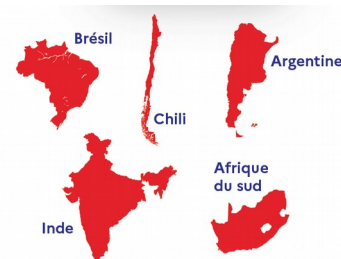 Brésil
Argentine
Chili
Afrique
du sud
Inde